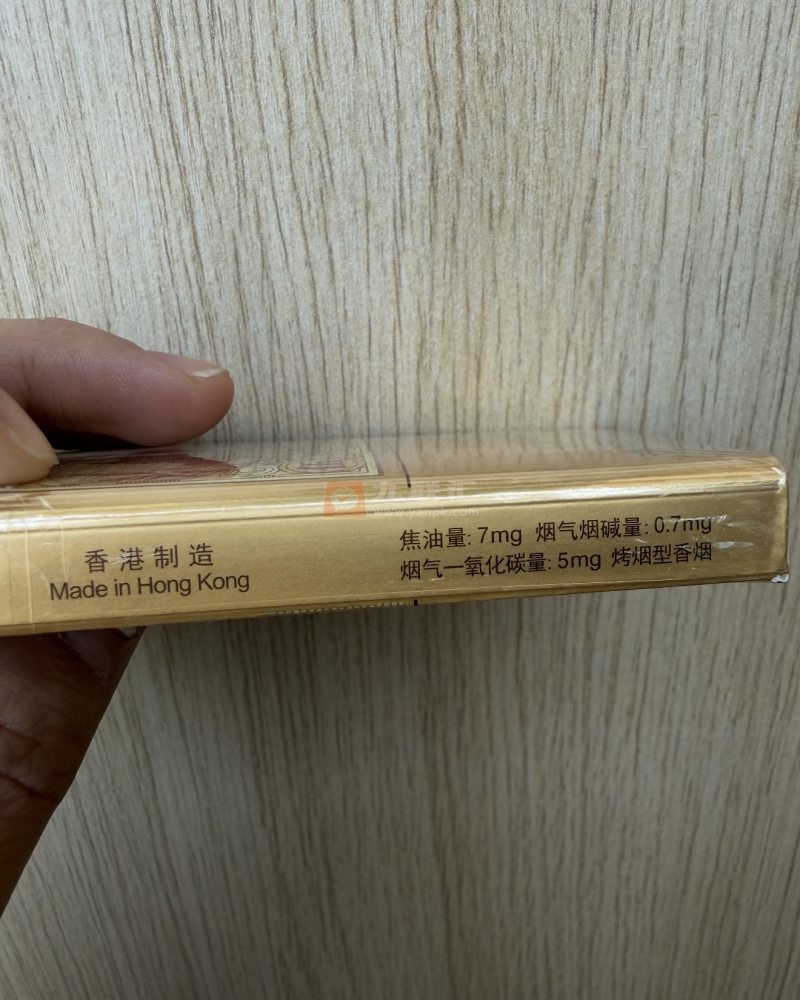 香港制造
Made in Hong Kong
焦油量: 7mg 烟气烟碱量: 0.7mg
烟气一氧化碳量: 5mg 烤烟型香烟